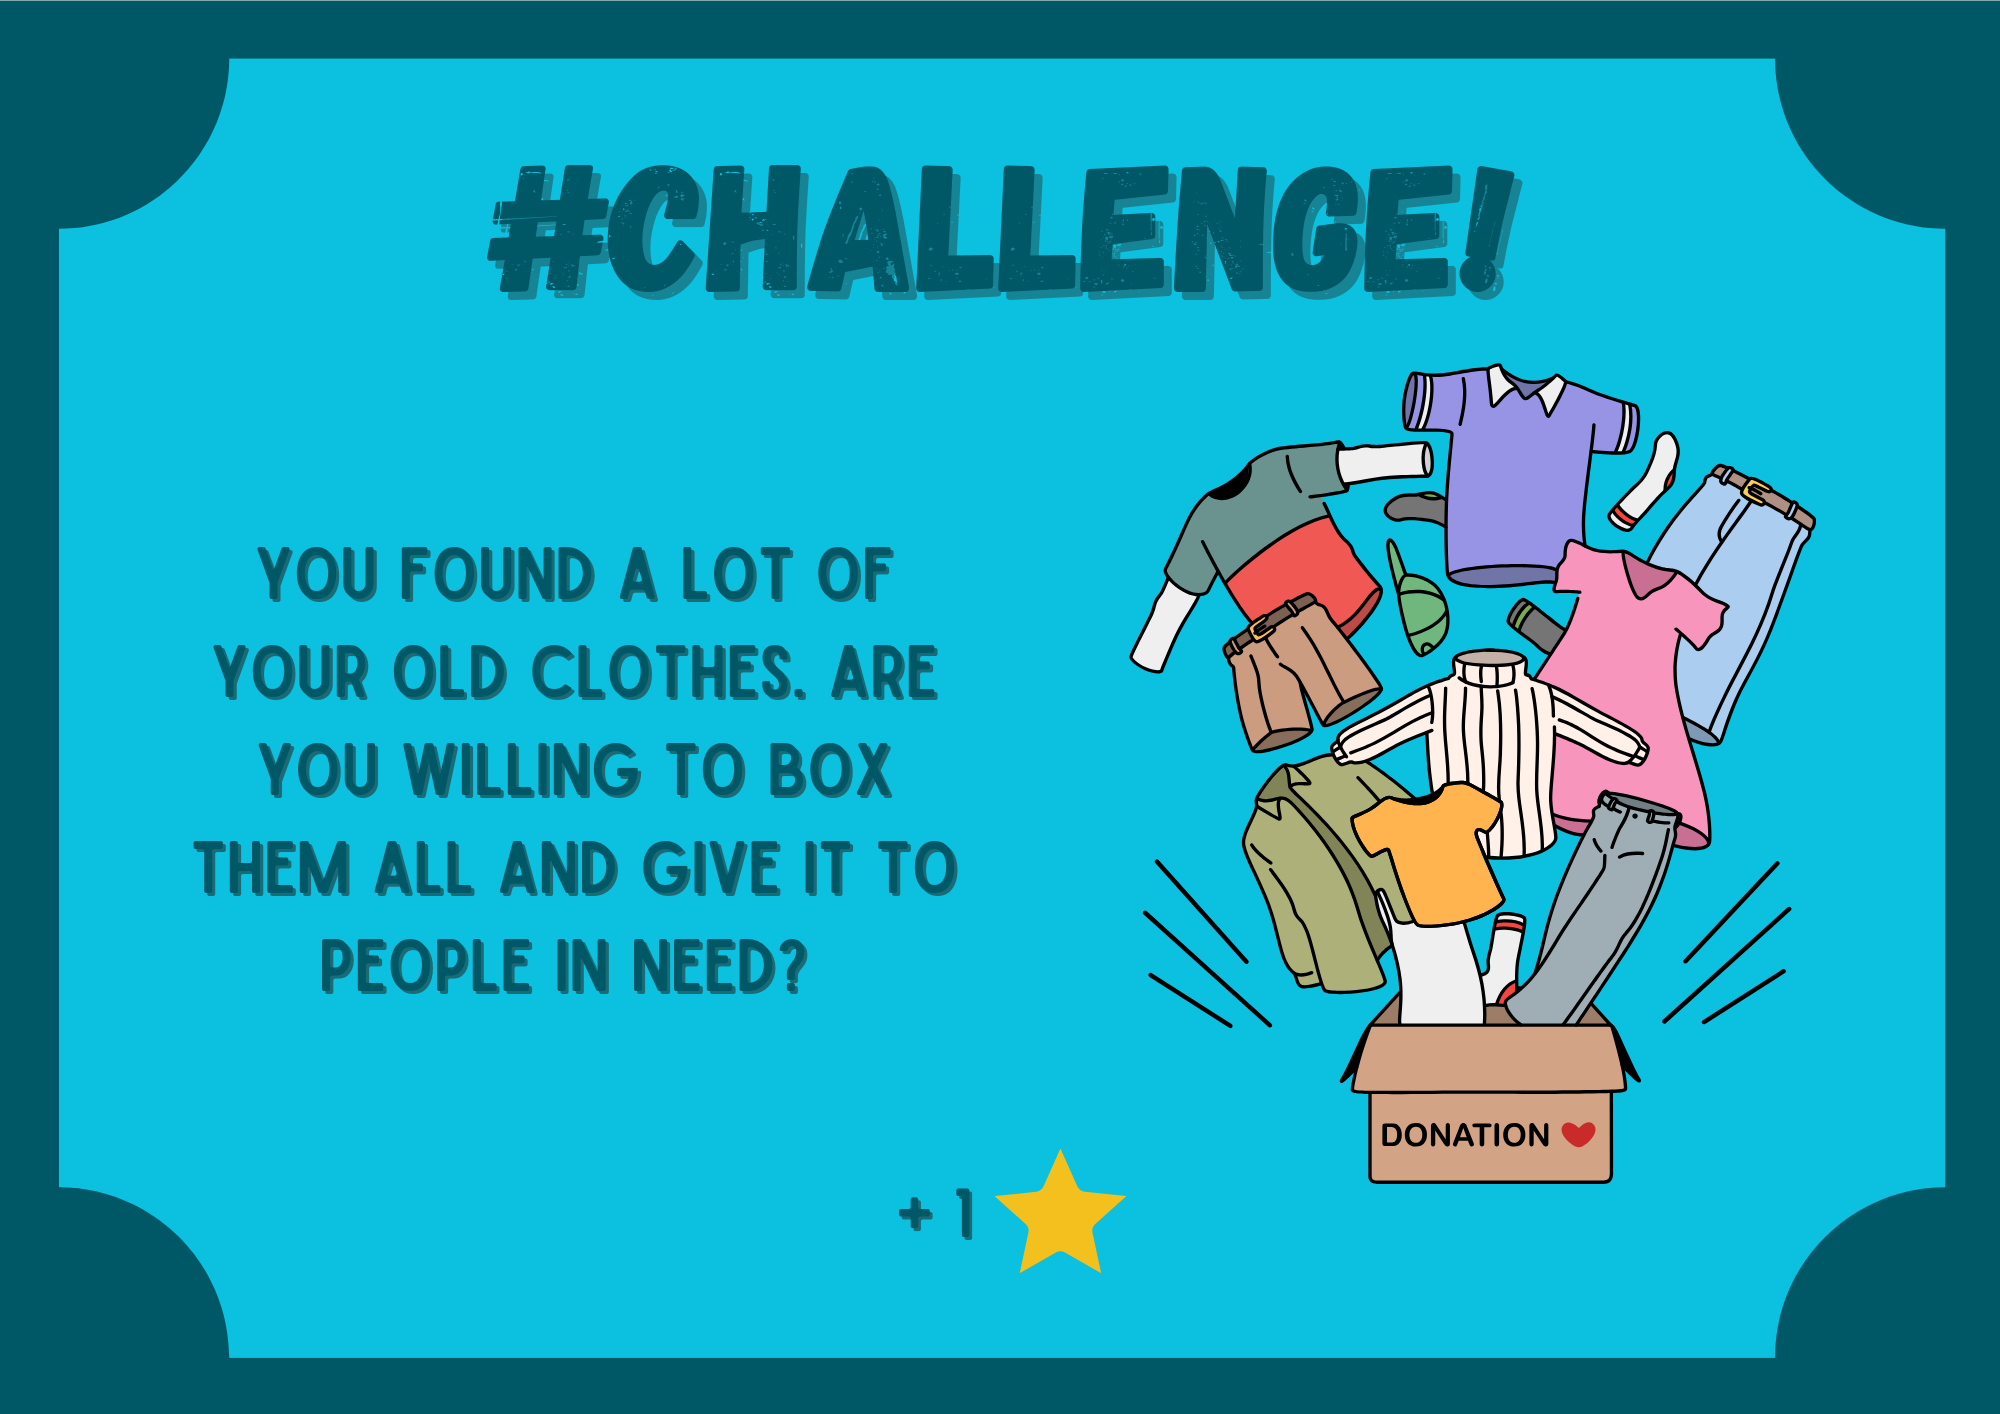 #CHALLENGE!
YOU FOUND A LOT OF
YOUR OLD CLOTHES. ARE
YOU WILLING TO BOX
THEM ALL AND GIVE IT TO
PEOPLE IN NEED?
DONATION
+ 1